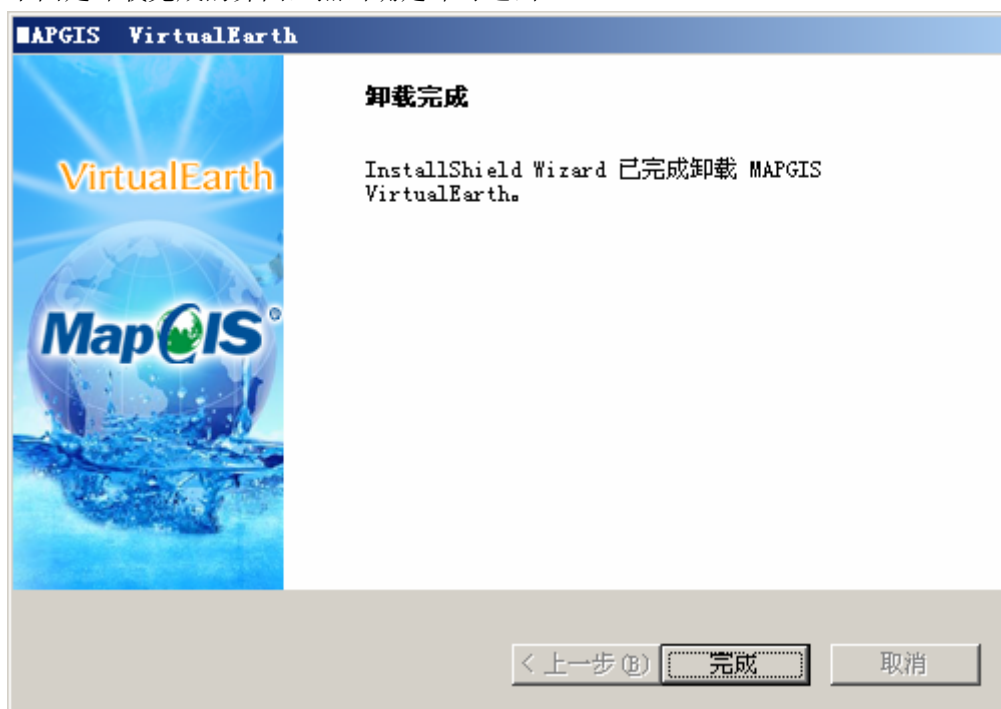 MAPGIS VirtualEarth
卸载完成
VirtualEarth
InstallShield Wizard 已完成卸载 MAPGIS
VirtualEarth。
MapGIS®
< 上一步(B)
完成
取消